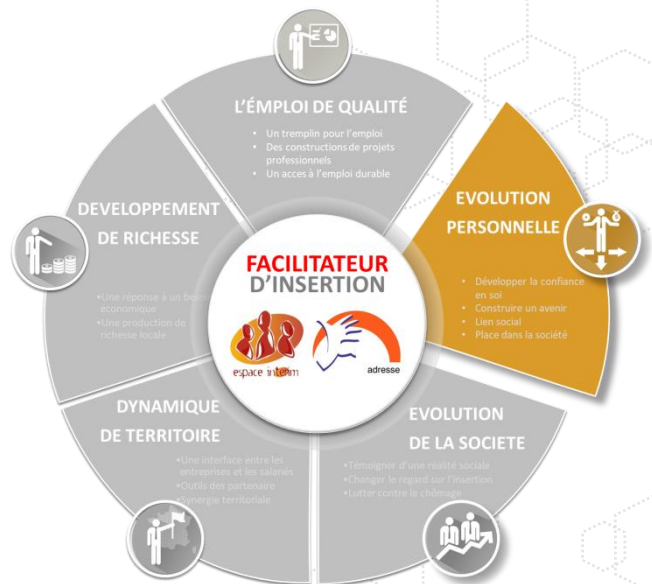 L'ÉMPLOI DE QUALITÉ
• Un tremplin pour l'emploi
• Des constructions de projets
professionnels
• Un acces à l'emploi durable
EVOLUTION
PERSONNELLE
• Développer la confiance
en soi
• Construire un avenir
• Lien social
• Place dans la société
EVOLUTION
DE LA SOCIETE
•Témoigner d'une réalité sociale
•Changer le regard sur l'insertion
•Lutter contre le chômage
DYNAMIQUE
DE TERRITOIRE
•Une interface entre les
entreprises et les salariés
•Outils des partenaire
•Synergie territoriale
DEVELOPPEMENT
DE RICHESSE
•Une réponse à un
économique
•Une production de
richesse locale
FACILITATEUR
D'INSERTION
espace interim
adresse